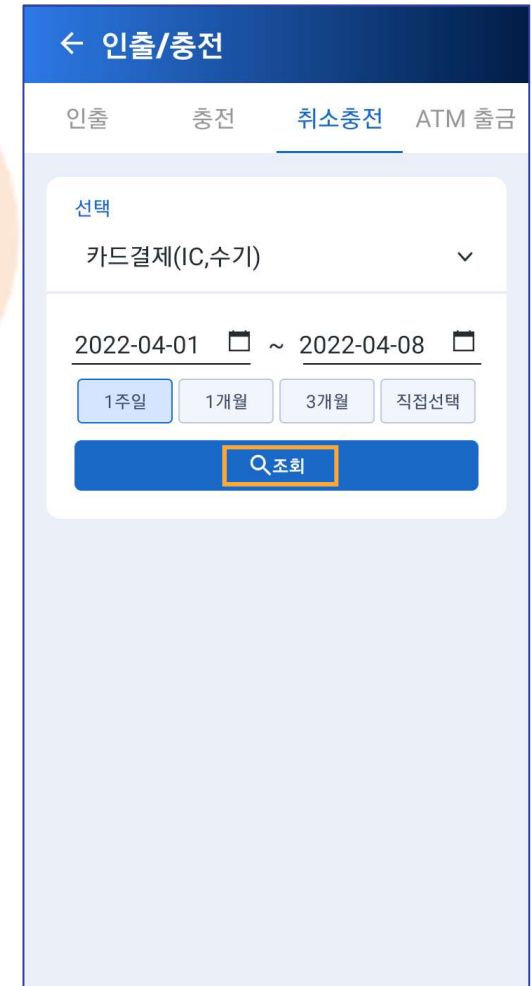 ← 인출/충전
인출 충전 취소충전 ATM 출금
선택
카드결제(IC,수기)
2022-04-01 ~ 2022-04-08
1주일 1개월 3개월 직접선택
조회